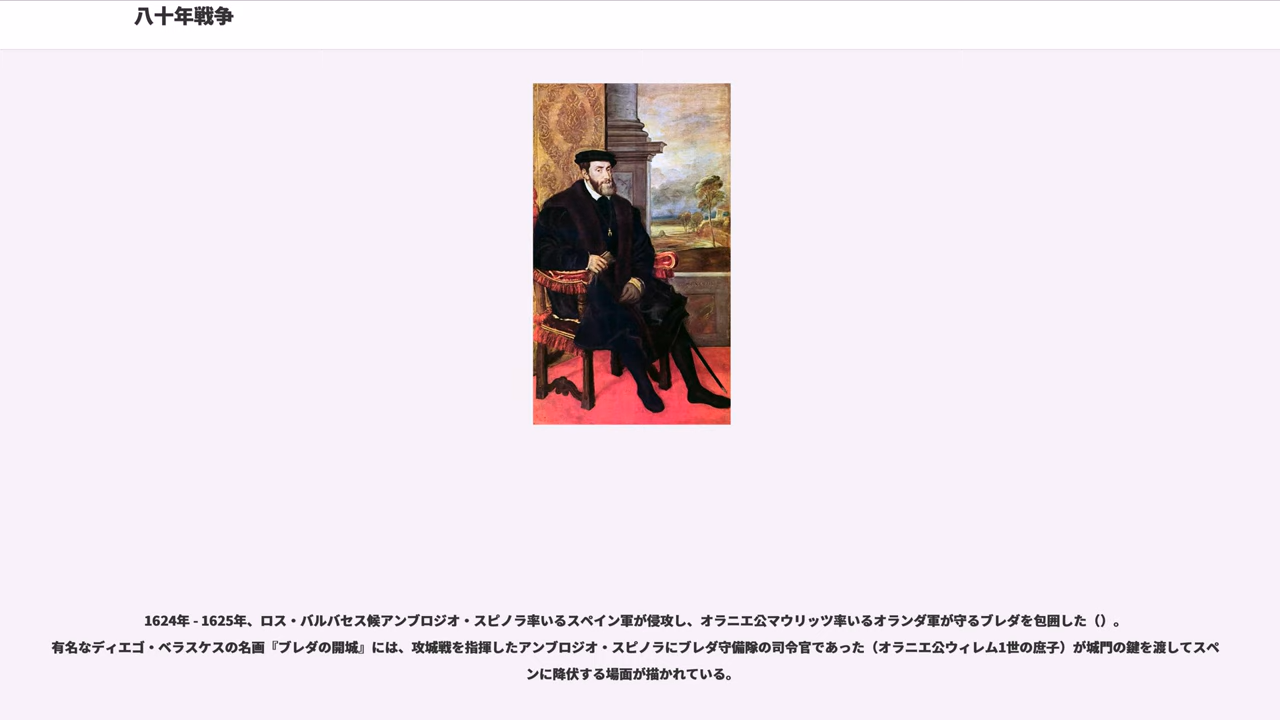 八十年戦争
1624年 - 1625年、ロス・バルバセス候アンブロジオ・スピノラ率いるスペイン軍が侵攻し、オラニエ公マウリッツ率いるオランダ軍が守るブレダを包囲した（）。
有名なディエゴ・ベラスケスの名画『ブレダの開城』には、攻城戦を指揮したアンブロジオ・スピノラにブレダ守備隊の司令官であった（オラニエ公ウィレム1世の庶子）が城門の鍵を渡してスペ
ンに降伏する場面が描かれている。